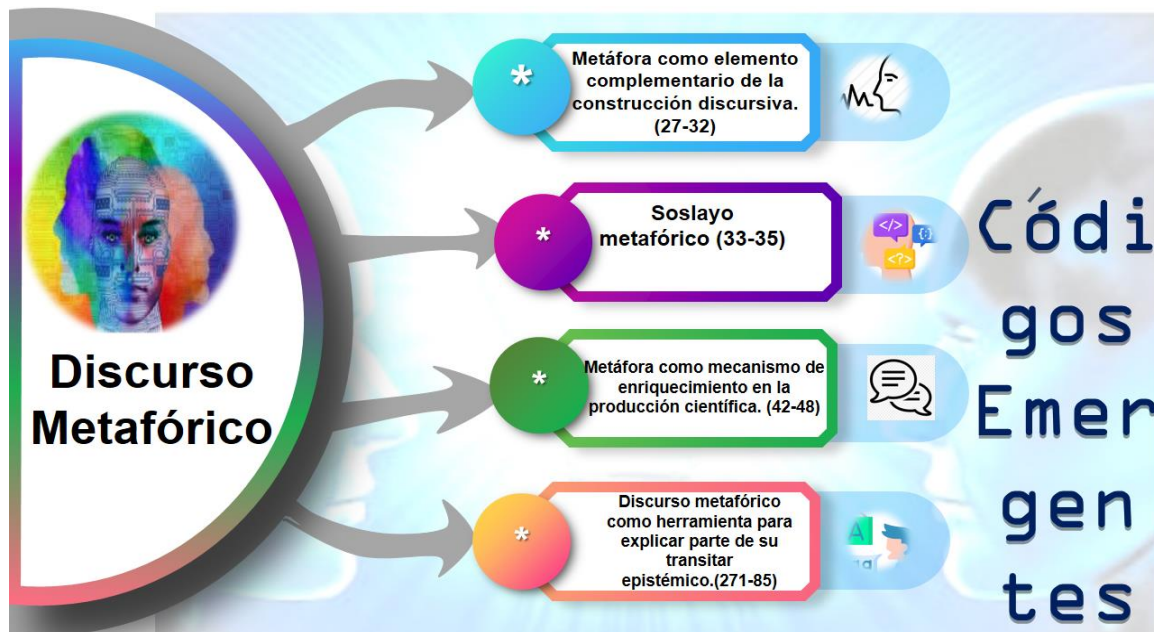 Discurso
Metafórico
*
Metáfora como elemento
complementario de la
construcción discursiva.
(27-32)
*
Soslayo
metafórico (33-35)
</>
{}
<?>
*
Metáfora como mecanismo de
enriquecimiento en la
producción científica. (42-48)
*
Discurso metafórico
como herramienta para
explicar parte de su
transitar
epistémico.(271-85)
A
Códi
gos
Emer
gen
tes